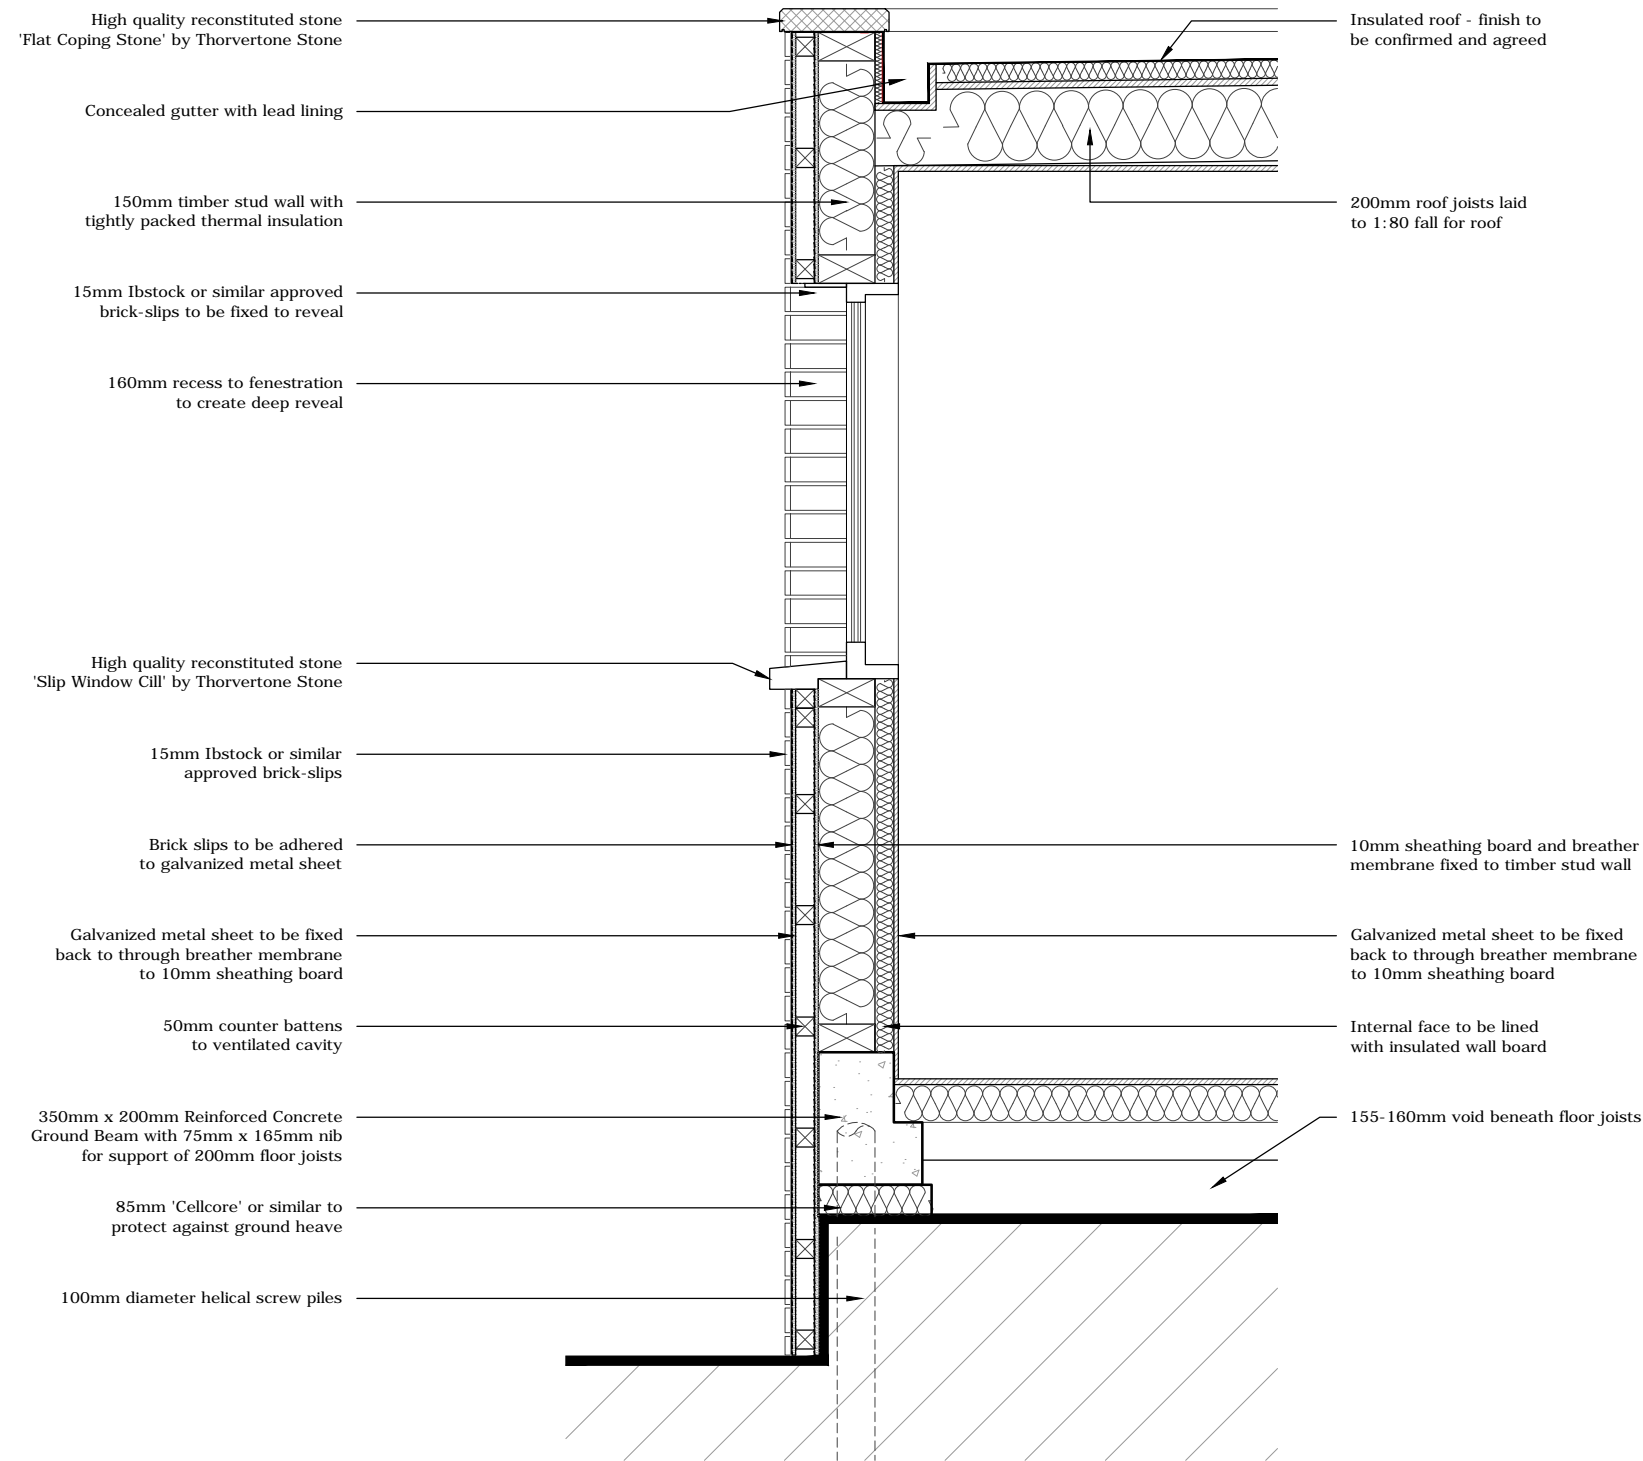 High quality reconstituted stone
'Flat Coping Stone' by Thorvertone Stone
Concealed gutter with lead lining
150mm timber stud wall with
tightly packed thermal insulation
15mm Ibstock or similar approved
brick-slips to be fixed to reveal
160mm recess to fenestration
to create deep reveal
High quality reconstituted stone
'Slip Window Cill' by Thorvertone Stone
15mm Ibstock or similar
approved brick-slips
Brick slips to be adhered
to galvanized metal sheet
Galvanized metal sheet to be fixed
back to through breather membrane
to 10mm sheathing board
50mm counter battens
to ventilated cavity
350mm x 200mm Reinforced Concrete
Ground Beam with 75mm x 165mm nib
for support of 200mm floor joists
85mm 'Cellcore' or similar to
protect against ground heave
100mm diameter helical screw piles
Insulated roof - finish to
be confirmed and agreed
200mm roof joists laid
to 1:80 fall for roof
10mm sheathing board and breather
membrane fixed to timber stud wall
Galvanized metal sheet to be fixed
back to through breather membrane
to 10mm sheathing board
Internal face to be lined
with insulated wall board
155-160mm void beneath floor joists